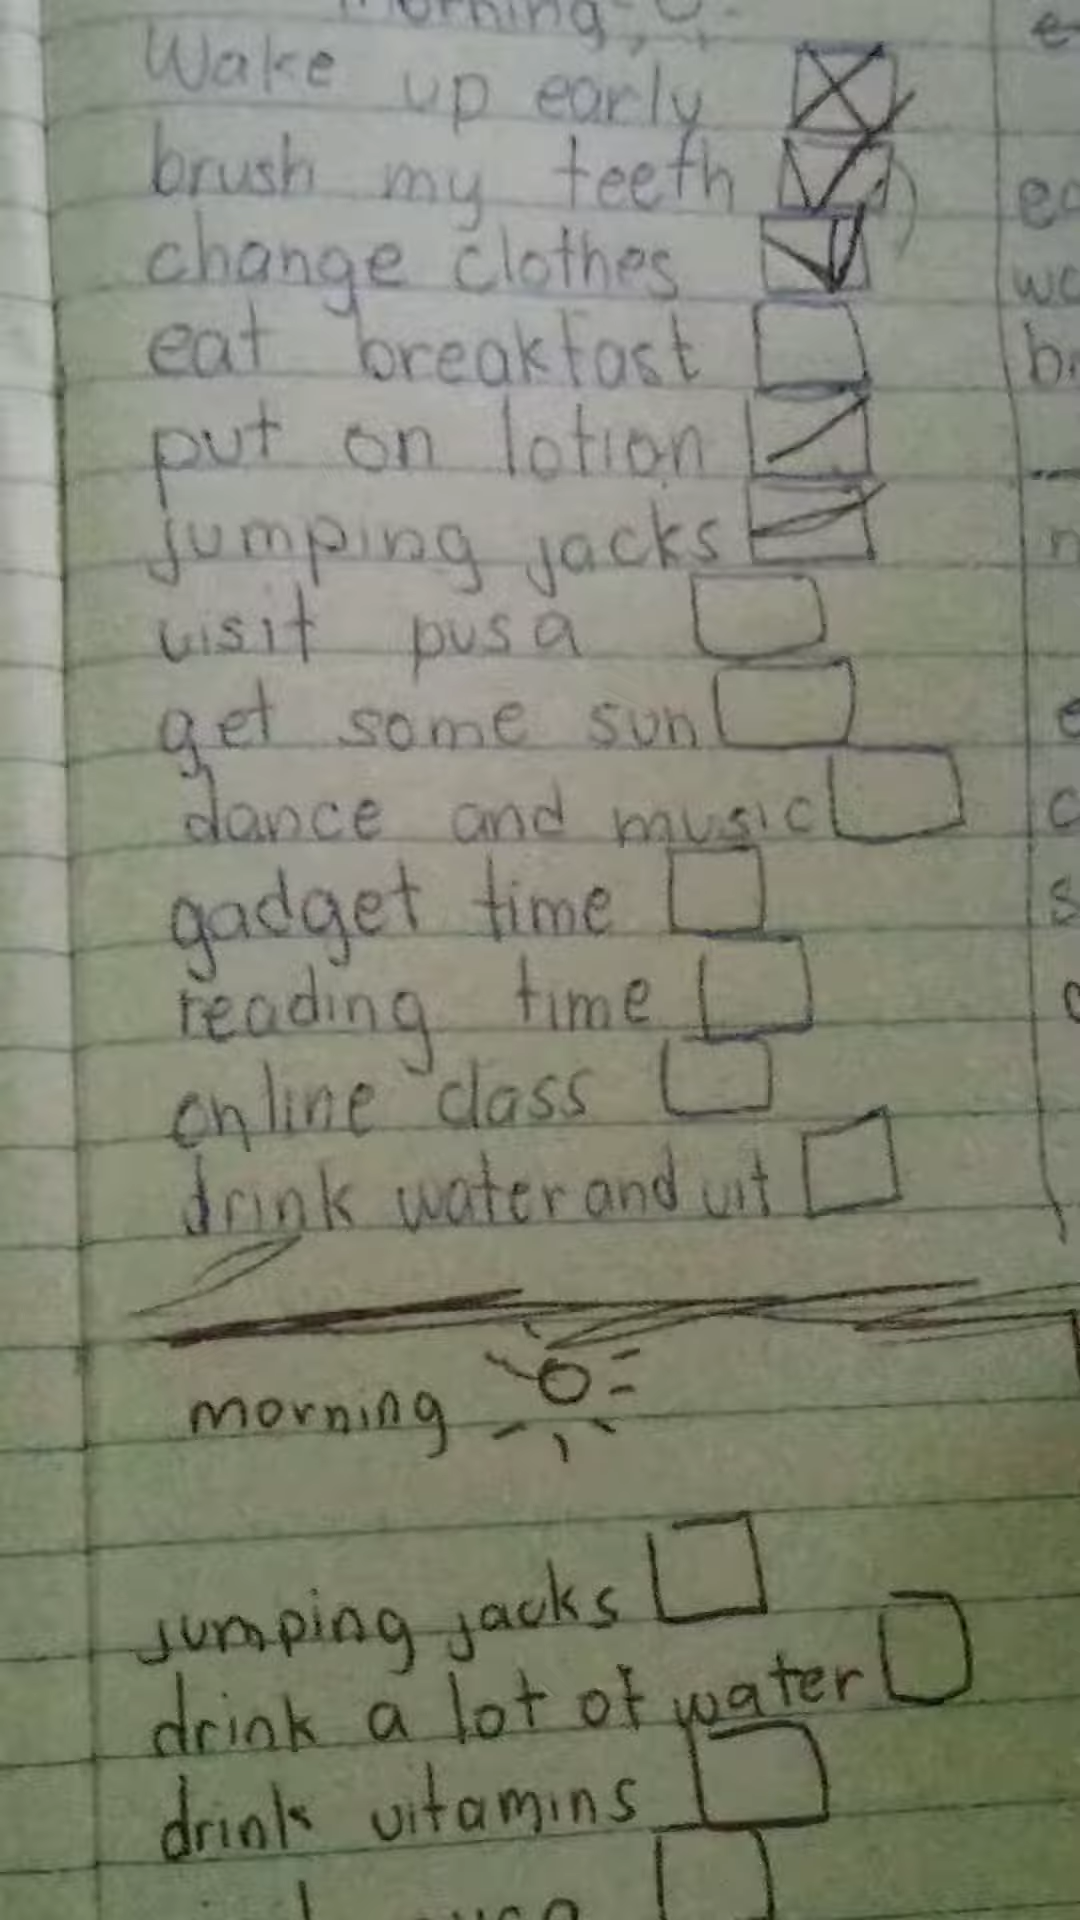 morning
Wake up early
brush my teeth
change clothes
eat breakfast
put on lotion
jumping jacks
visit pusa
get some sun
dance and music
gadget time
reading time
online class
drink water and vit
morning
jumping jacks
drink a lot of water
drink vitamins